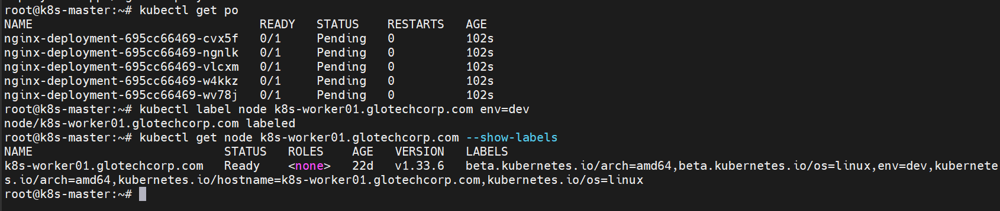 root@k8s-master:~# kubectl get po
NAME                                READY   STATUS    RESTARTS   AGE
nginx-deployment-695cc66469-cvx5f   0/1     Pending   0          102s
nginx-deployment-695cc66469-ngnlk   0/1     Pending   0          102s
nginx-deployment-695cc66469-vlcxm   0/1     Pending   0          102s
nginx-deployment-695cc66469-w4kkz   0/1     Pending   0          102s
nginx-deployment-695cc66469-wv78j   0/1     Pending   0          102s
root@k8s-master:~# kubectl label node k8s-worker01.glotechcorp.com env=dev
node/k8s-worker01.glotechcorp.com labeled
root@k8s-master:~# kubectl get node k8s-worker01.glotechcorp.com --show-labels
NAME                           STATUS   ROLES    AGE   VERSION   LABELS
k8s-worker01.glotechcorp.com   Ready    <none>   22d   v1.33.6   beta.kubernetes.io/arch=amd64,beta.kubernetes.io/os=linux,env=dev,kubernete
s.io/arch=amd64,kubernetes.io/hostname=k8s-worker01.glotechcorp.com,kubernetes.io/os=linux
root@k8s-master:~#